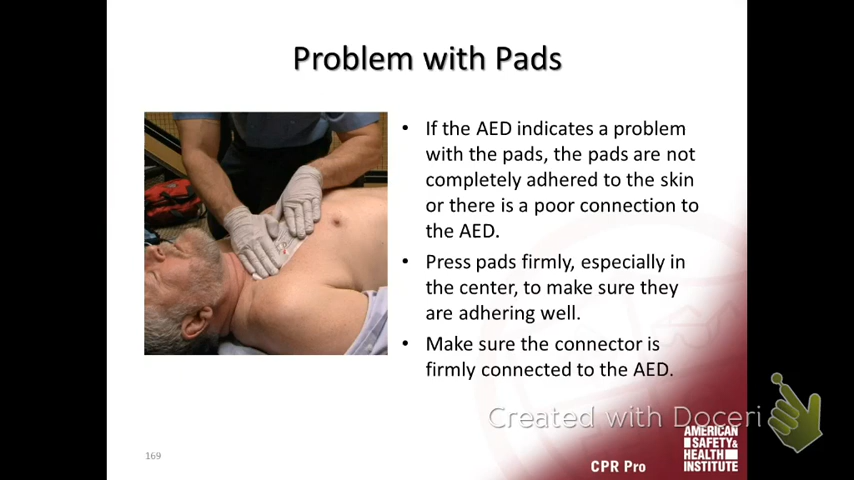 Problem with Pads
• If the AED indicates a problem
with the pads, the pads are not
completely adhered to the skin
or there is a poor connection to
the AED.
• Press pads firmly, especially in
the center, to make sure they
are adhering well.
• Make sure the connector is
firmly connected to the AED.
Created with Doceri
AMERICAN
SAFETY&
HEALTH
INSTITUTE
CPR Pro
169